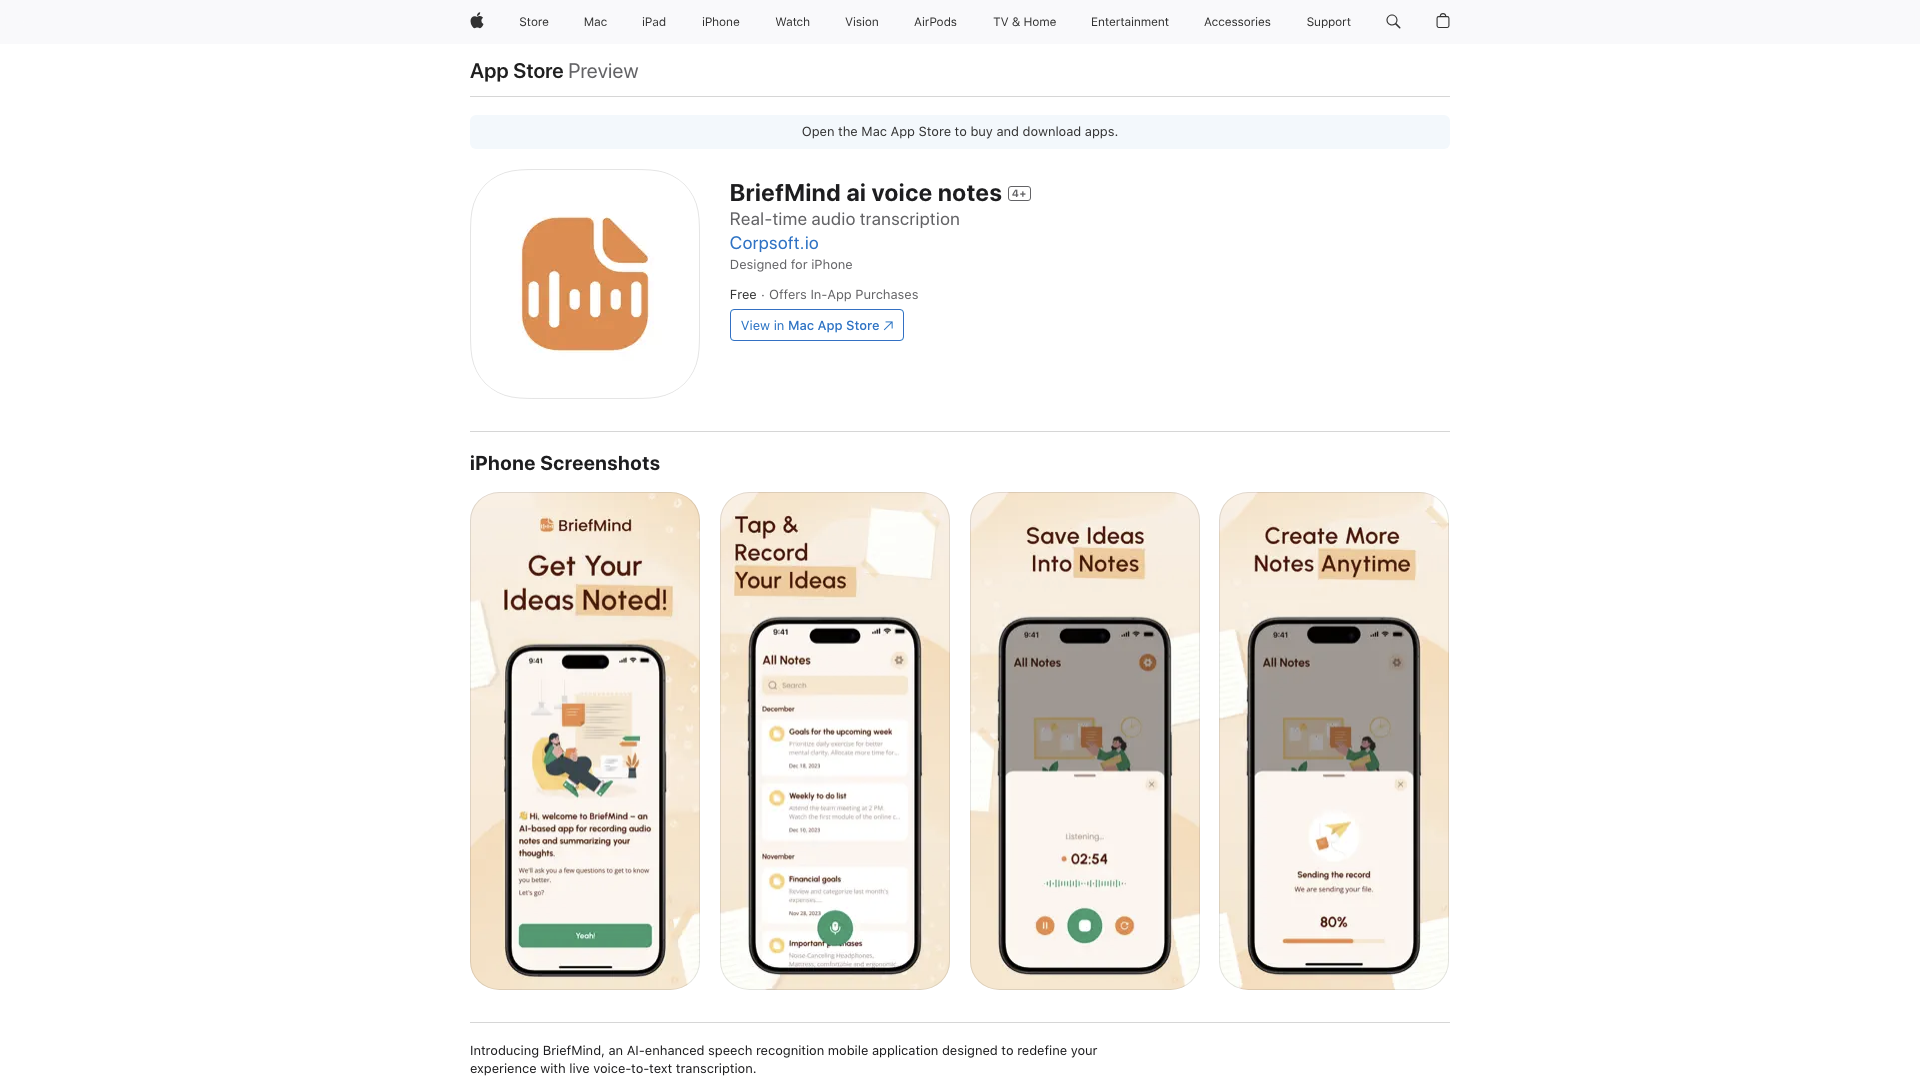 Store
Mac
iPad
iPhone
Watch
Vision
AirPods
TV & Home
Entertainment
Accessories
Support
App Store Preview
Open the Mac App Store to buy and download apps.
BriefMind ai voice notes 4+
Real-time audio transcription
Corpsoft.io
Designed for iPhone
Free · Offers In-App Purchases
View in Mac App Store
iPhone Screenshots
BriefMind
Get Your
Ideas Noted!
9:41
👋 Hi, welcome to BriefMind – an
AI-based app for recording audio
notes and summarizing your
thoughts.
We'll ask you a few questions to get to know
you better.
Let's go?
Yeah!
Tap &
Record
Your Ideas
9:41
All Notes
Search
December
Goals for the upcoming week
Prioritize daily exercise for better
mental clarity. Allocate more time for...
Dec 18, 2023
Weekly to do list
Attend the team meeting at 2 PM.
Watch the first module of the online c...
Dec 10, 2023
November
Financial goals
Review and categorize last month's
expenses....
Nov 28, 2023
Important purchases
Noise Canceling Headphones,
Mattress, comfortable and ergonomic
Save Ideas
Into Notes
9:41
All Notes
Listening...
02:54
Create More
Notes Anytime
9:41
All Notes
Sending the record
We are sending your file.
80%
Introducing BriefMind, an AI-enhanced speech recognition mobile application designed to redefine your
experience with live voice-to-text transcription.